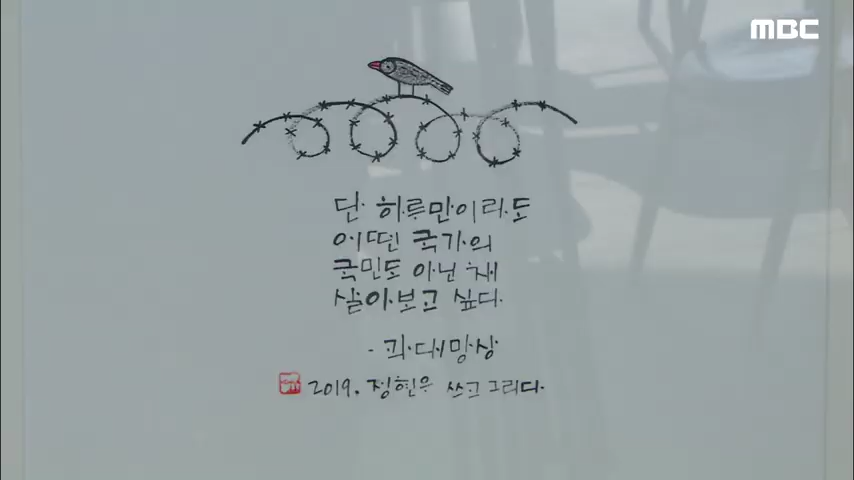 MBC
단 하루만이라도
어떤 국가의
국민도 아닌 채
살아보고 싶다
- 과대망상
2019. 정현우 쓰고 그리다.